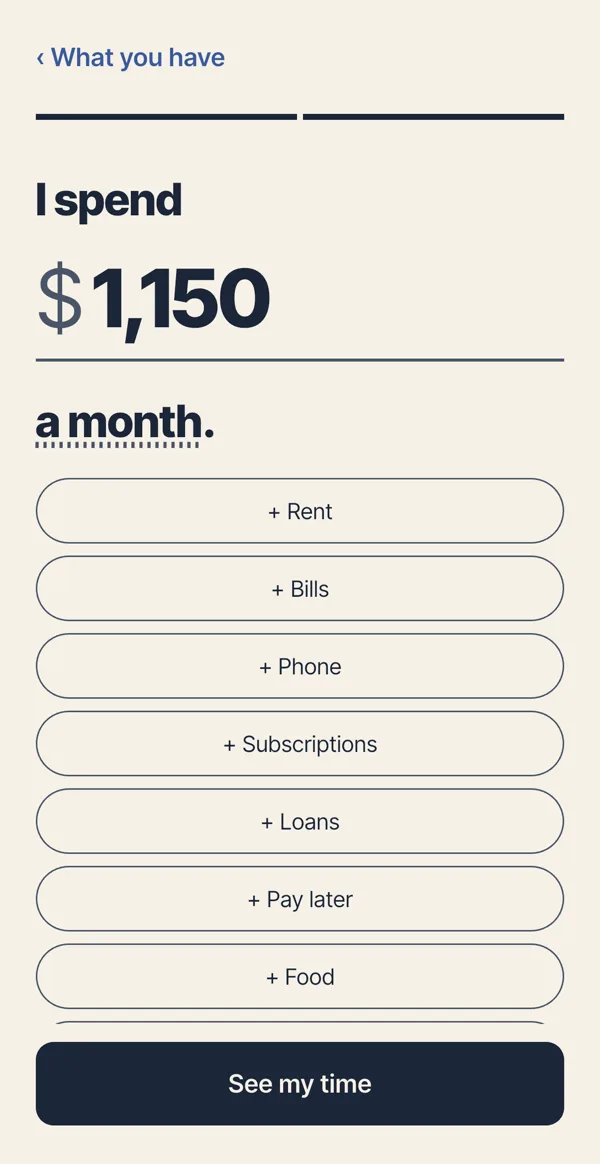 ‹ What you have
I spend
$ 1,150
a month.
+ Rent
+ Bills
+ Phone
+ Subscriptions
+ Loans
+ Pay later
+ Food
See my time